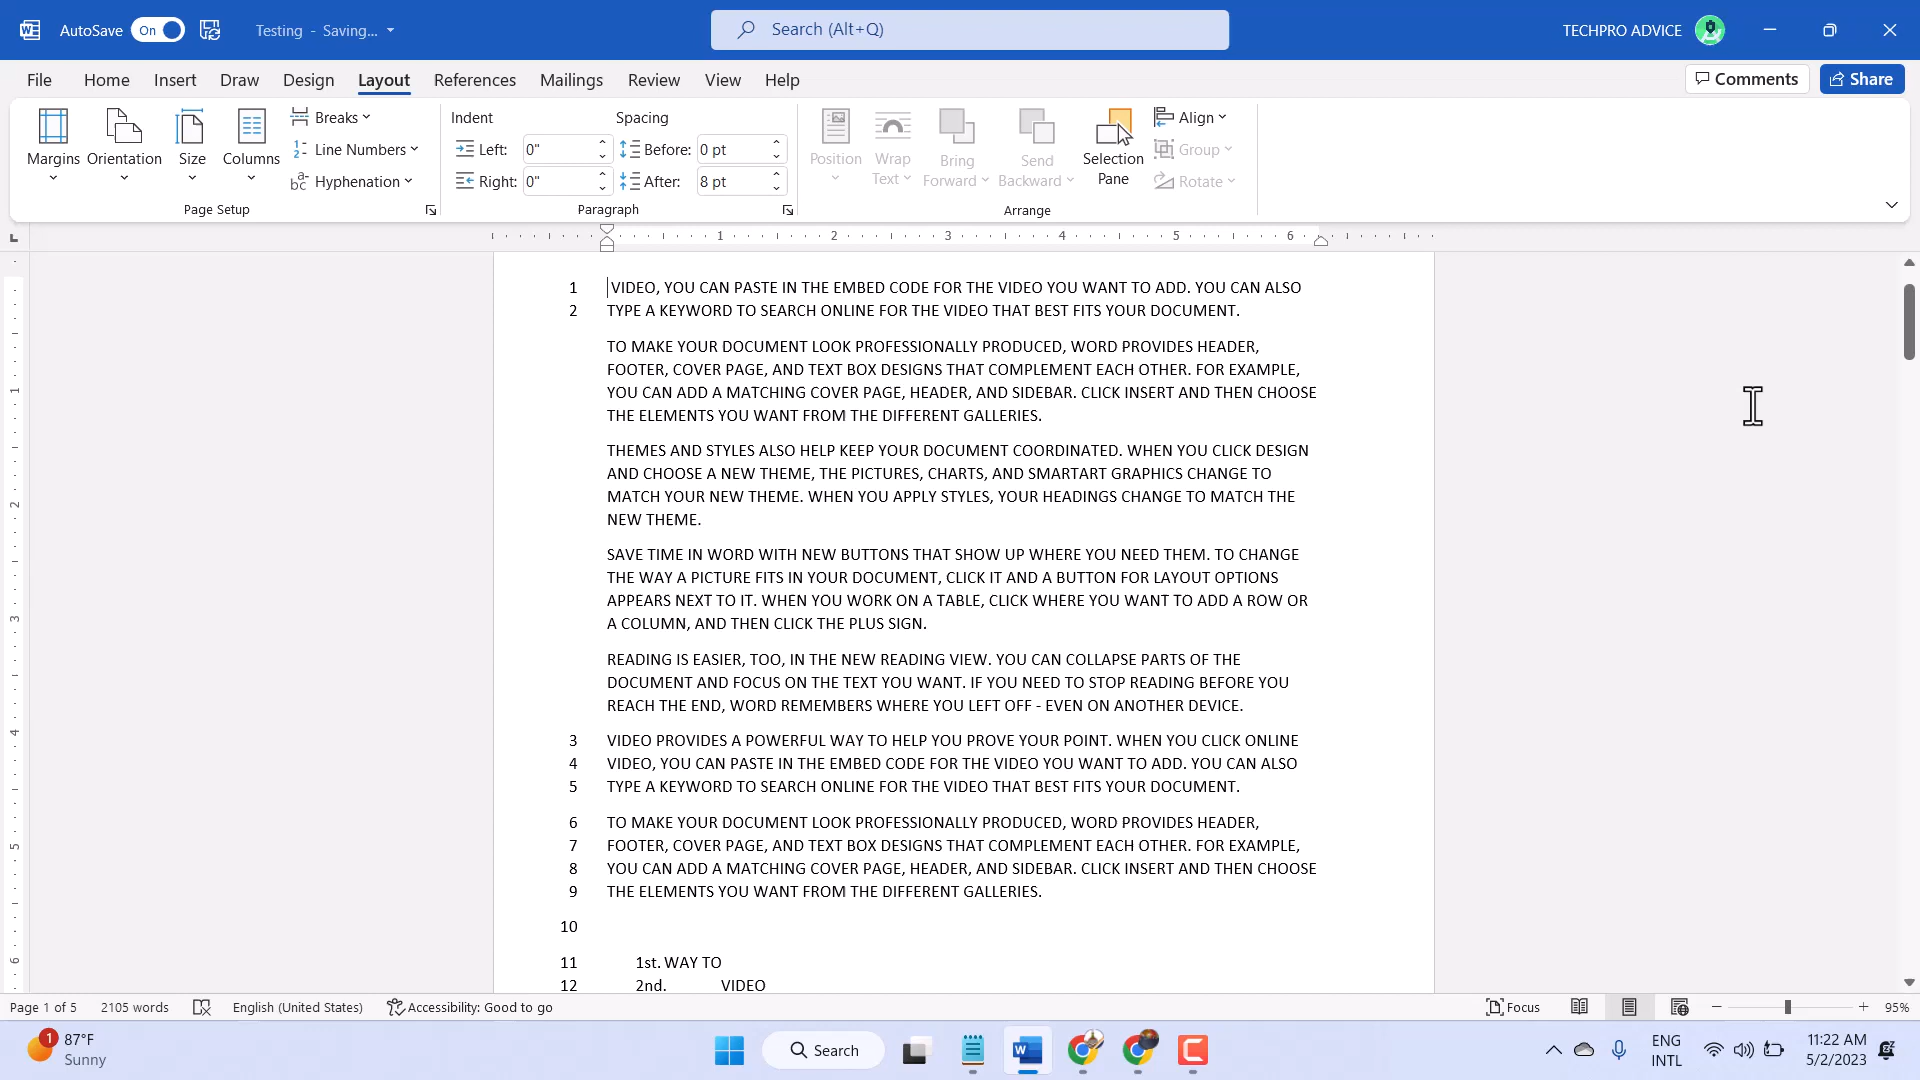 AutoSave On Testing - Saving... Search (Alt+Q) TECHPRO ADVICE
File Home Insert Draw Design Layout References Mailings Review View Help Comments Share
Margins Orientation Size Columns
Breaks
Line Numbers
Hyphenation
Page Setup
Indent Spacing
Left: 0" Before: 0 pt
Right: 0" After: 8 pt
Paragraph
Position Wrap Text Bring Forward Send Backward Selection Pane
Align
Group
Rotate
Arrange
1 2 3 4 5 6
1 VIDEO, YOU CAN PASTE IN THE EMBED CODE FOR THE VIDEO YOU WANT TO ADD. YOU CAN ALSO
2 TYPE A KEYWORD TO SEARCH ONLINE FOR THE VIDEO THAT BEST FITS YOUR DOCUMENT.
TO MAKE YOUR DOCUMENT LOOK PROFESSIONALLY PRODUCED, WORD PROVIDES HEADER,
FOOTER, COVER PAGE, AND TEXT BOX DESIGNS THAT COMPLEMENT EACH OTHER. FOR EXAMPLE,
YOU CAN ADD A MATCHING COVER PAGE, HEADER, AND SIDEBAR. CLICK INSERT AND THEN CHOOSE
THE ELEMENTS YOU WANT FROM THE DIFFERENT GALLERIES.
THEMES AND STYLES ALSO HELP KEEP YOUR DOCUMENT COORDINATED. WHEN YOU CLICK DESIGN
AND CHOOSE A NEW THEME, THE PICTURES, CHARTS, AND SMARTART GRAPHICS CHANGE TO
MATCH YOUR NEW THEME. WHEN YOU APPLY STYLES, YOUR HEADINGS CHANGE TO MATCH THE
NEW THEME.
SAVE TIME IN WORD WITH NEW BUTTONS THAT SHOW UP WHERE YOU NEED THEM. TO CHANGE
THE WAY A PICTURE FITS IN YOUR DOCUMENT, CLICK IT AND A BUTTON FOR LAYOUT OPTIONS
APPEARS NEXT TO IT. WHEN YOU WORK ON A TABLE, CLICK WHERE YOU WANT TO ADD A ROW OR
A COLUMN, AND THEN CLICK THE PLUS SIGN.
READING IS EASIER, TOO, IN THE NEW READING VIEW. YOU CAN COLLAPSE PARTS OF THE
DOCUMENT AND FOCUS ON THE TEXT YOU WANT. IF YOU NEED TO STOP READING BEFORE YOU
REACH THE END, WORD REMEMBERS WHERE YOU LEFT OFF - EVEN ON ANOTHER DEVICE.
3 VIDEO PROVIDES A POWERFUL WAY TO HELP YOU PROVE YOUR POINT. WHEN YOU CLICK ONLINE
4 VIDEO, YOU CAN PASTE IN THE EMBED CODE FOR THE VIDEO YOU WANT TO ADD. YOU CAN ALSO
5 TYPE A KEYWORD TO SEARCH ONLINE FOR THE VIDEO THAT BEST FITS YOUR DOCUMENT.
6 TO MAKE YOUR DOCUMENT LOOK PROFESSIONALLY PRODUCED, WORD PROVIDES HEADER,
7 FOOTER, COVER PAGE, AND TEXT BOX DESIGNS THAT COMPLEMENT EACH OTHER. FOR EXAMPLE,
8 YOU CAN ADD A MATCHING COVER PAGE, HEADER, AND SIDEBAR. CLICK INSERT AND THEN CHOOSE
9 THE ELEMENTS YOU WANT FROM THE DIFFERENT GALLERIES.
10
11 1st. WAY TO
12 2nd. VIDEO
1
2
3
4
5
6
Page 1 of 5 2105 words English (United States) Accessibility: Good to go Focus 95%
1 87°F
Sunny
Search
ENG
INTL
11:22 AM
5/2/2023